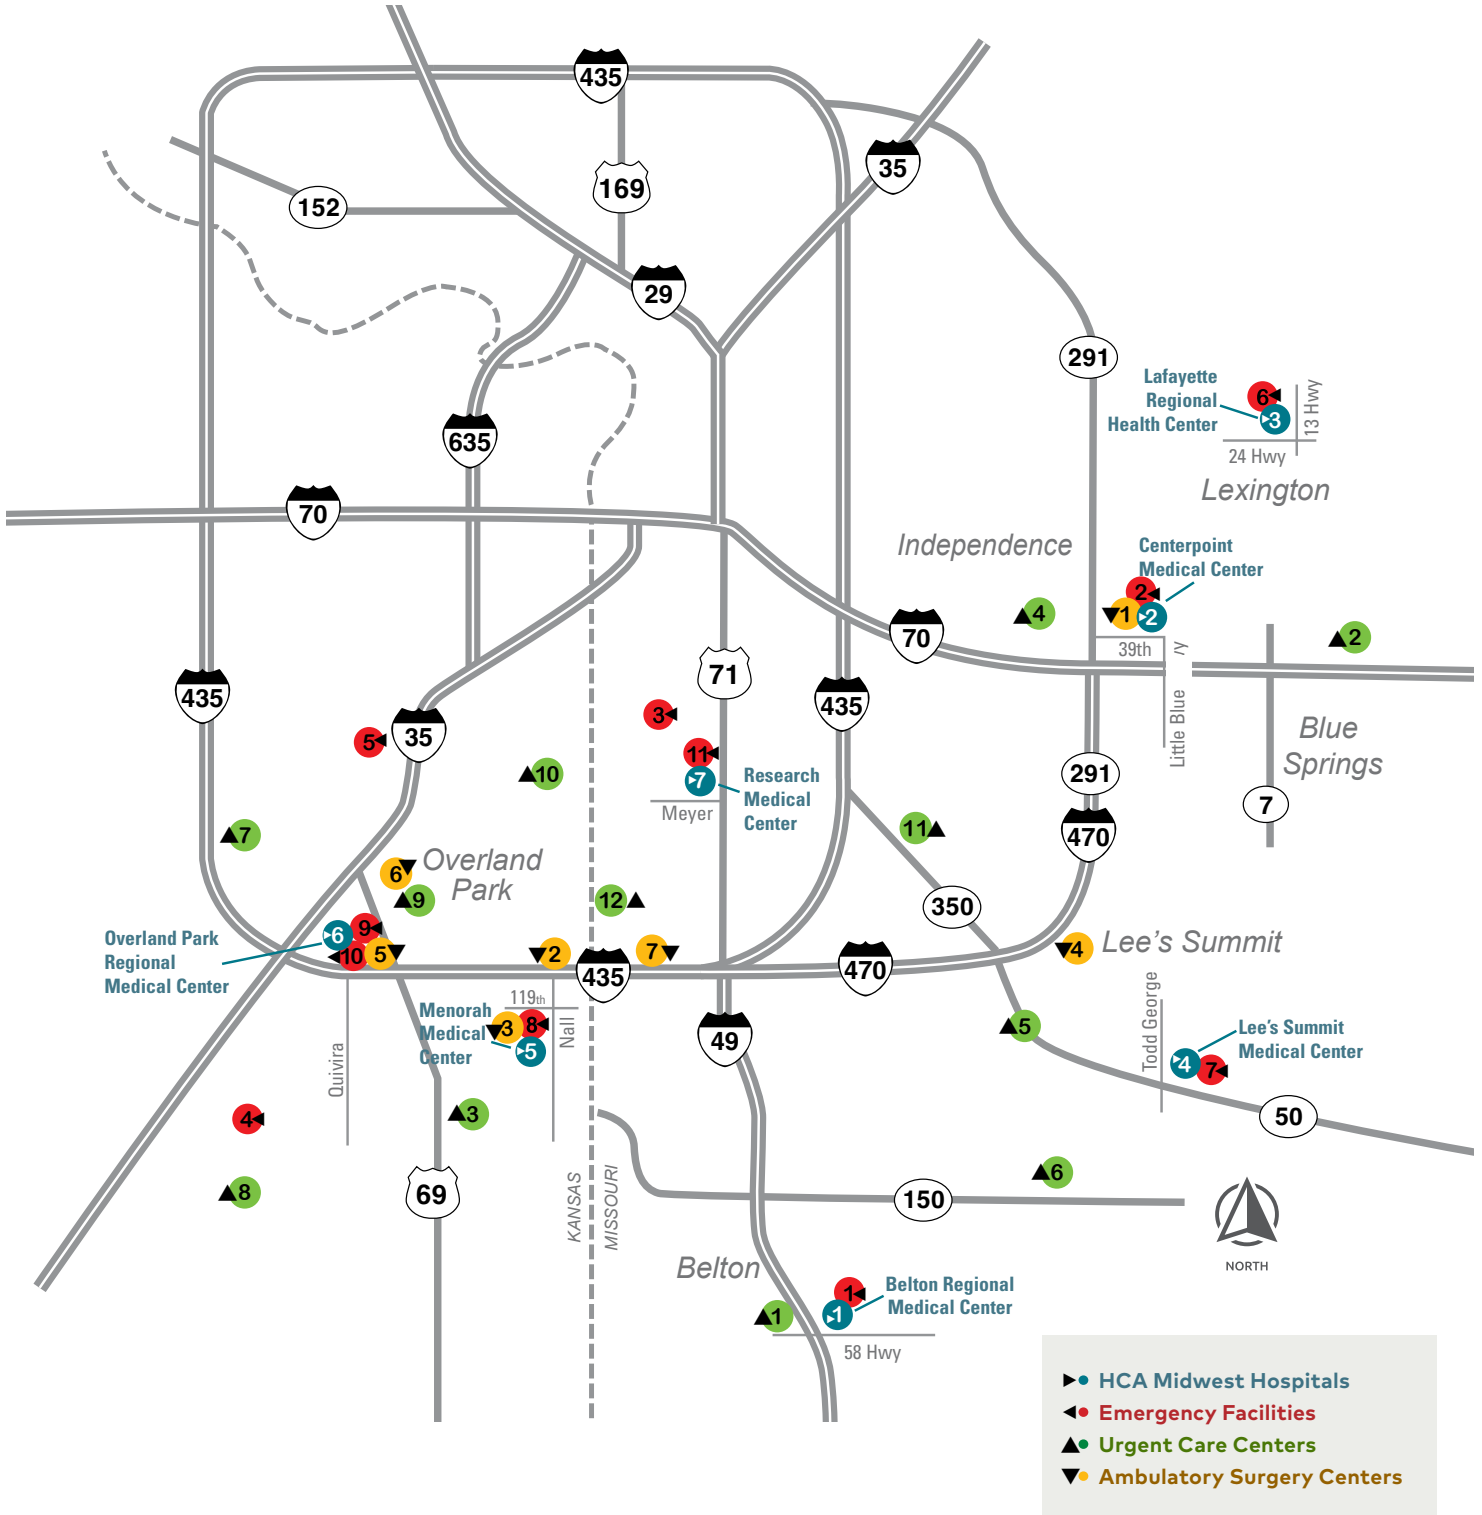 435
35
169
152
29
291
Lafayette
Regional
Health Center
6
3
13 Hwy
24 Hwy
Lexington
635
70
Independence
Centerpoint
Medical Center
2
4
1
2
2
39th
Little Blue
ry
70
71
435
435
3
35
5
Blue
Springs
11
10
7
Research
Medical
Center
Meyer
291
7
7
11
470
Overland
Park
6
9
12
350
Overland Park
Regional
Medical Center
6
9
10
5
2
7
435
470
4
Lee's Summit
119th
Menorah
Medical
Center
3
8
5
Nall
Quivira
49
5
Todd George
Lee's Summit
Medical Center
4
7
4
3
50
8
69
KANSAS
MISSOURI
6
150
NORTH
Belton
1
1
1
Belton Regional
Medical Center
58 Hwy
HCA Midwest Hospitals
Emergency Facilities
Urgent Care Centers
Ambulatory Surgery Centers